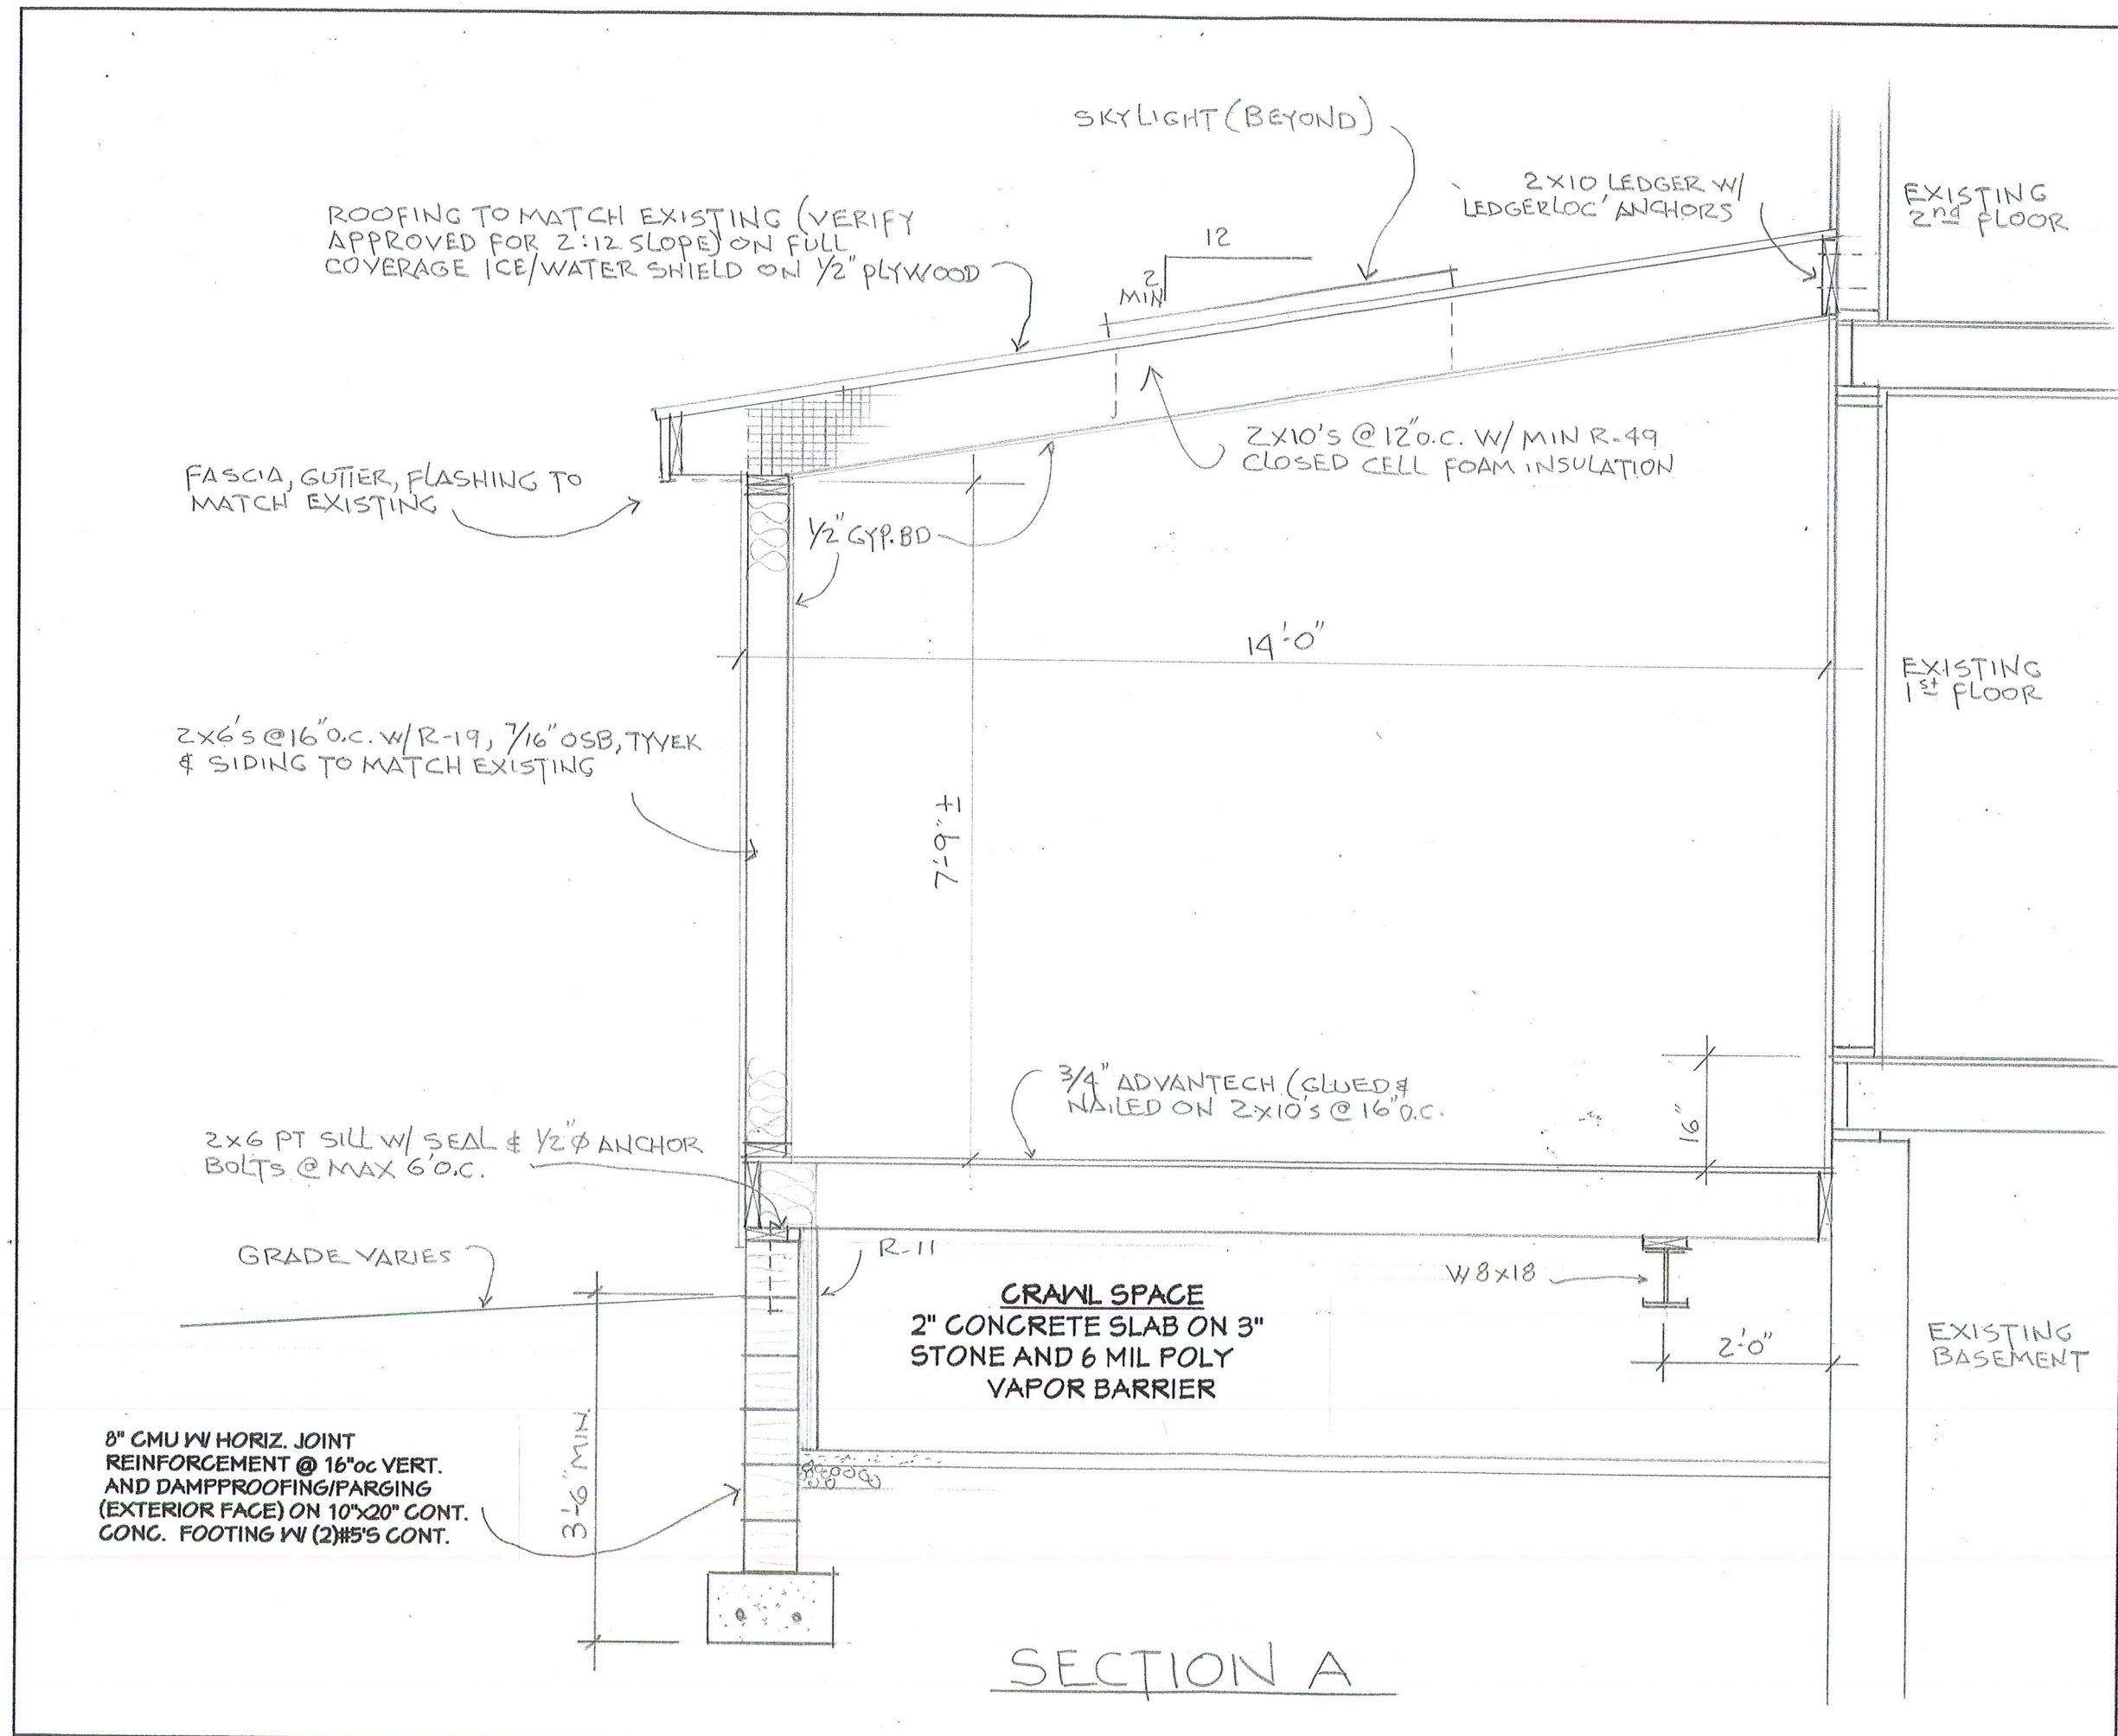 SKYLIGHT (BEYOND)
2X10 LEDGER W/
'LEDGERLOC' ANCHORS
EXISTING
2nd FLOOR
ROOFING TO MATCH EXISTING (VERIFY
APPROVED FOR 2:12 SLOPE) ON FULL
COVERAGE ICE/WATER SHIELD ON 1/2" PLYWOOD
12
2
MIN
2X10'S @ 12" O.C. W/ MIN R-49
CLOSED CELL FOAM INSULATION
FASCIA, GUTTER, FLASHING TO
MATCH EXISTING
1/2" GYP. BD
14'-0"
EXISTING
1st FLOOR
2X6'S @ 16" O.C. W/ R-19, 7/16" OSB, TYVEK
& SIDING TO MATCH EXISTING
7'-9" ±
3/4" ADVANTECH (GLUED &
NAILED ON 2X10'S @ 16" O.C.
16"
2X6 PT SILL W/ SEAL & 1/2" Ø ANCHOR
BOLTS @ MAX 6' O.C.
GRADE VARIES
R-11
W8x18
CRAWL SPACE
2" CONCRETE SLAB ON 3"
STONE AND 6 MIL POLY
VAPOR BARRIER
2'-0"
EXISTING
BASEMENT
8" CMU W/ HORIZ. JOINT
REINFORCEMENT @ 16"oc VERT.
AND DAMPPROOFING/PARGING
(EXTERIOR FACE) ON 10"x20" CONT.
CONC. FOOTING W/ (2)#5'S CONT.
3'-6" MIN.
SECTION A